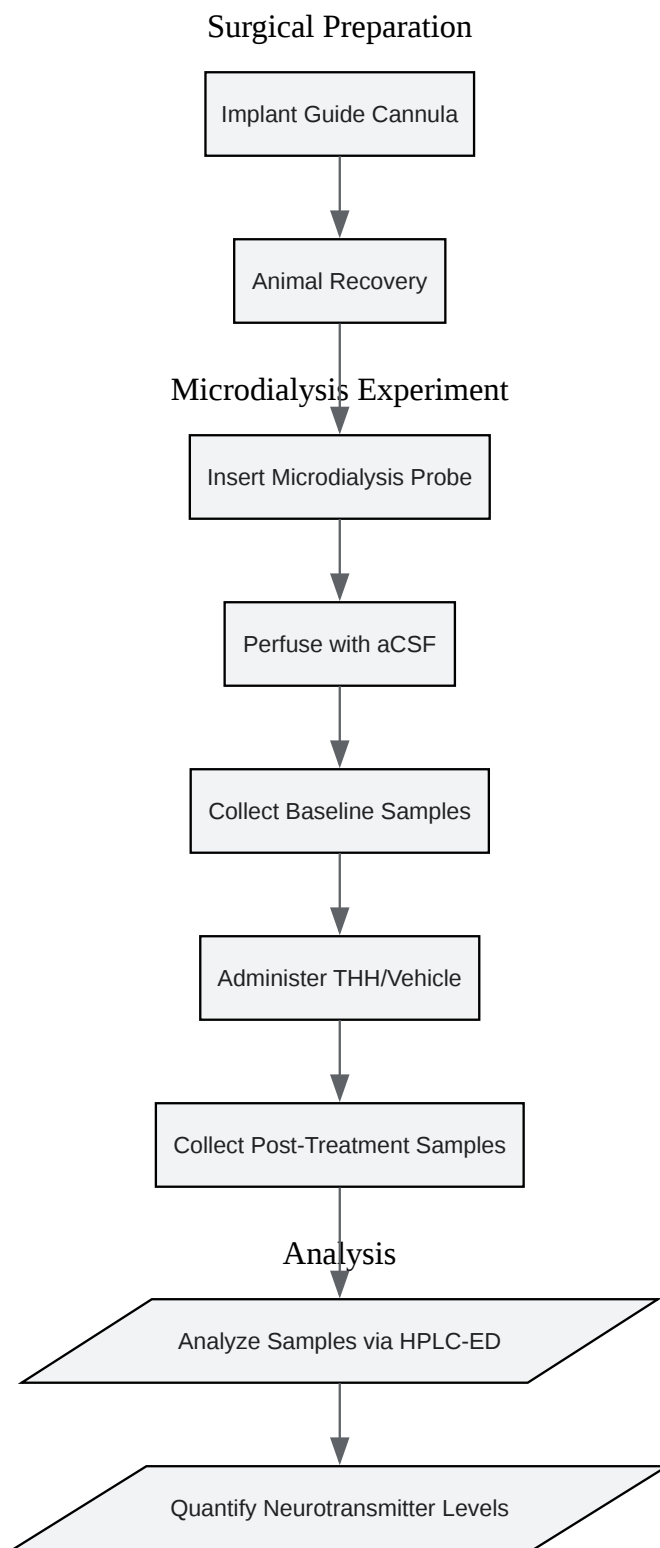 Surgical Preparation
Implant Guide Cannula
Animal Recovery
Microdialysis Experiment
Insert Microdialysis Probe
Perfuse with aCSF
Collect Baseline Samples
Administer THH/Vehicle
Collect Post-Treatment Samples
Analysis
Analyze Samples via HPLC-ED
Quantify Neurotransmitter Levels